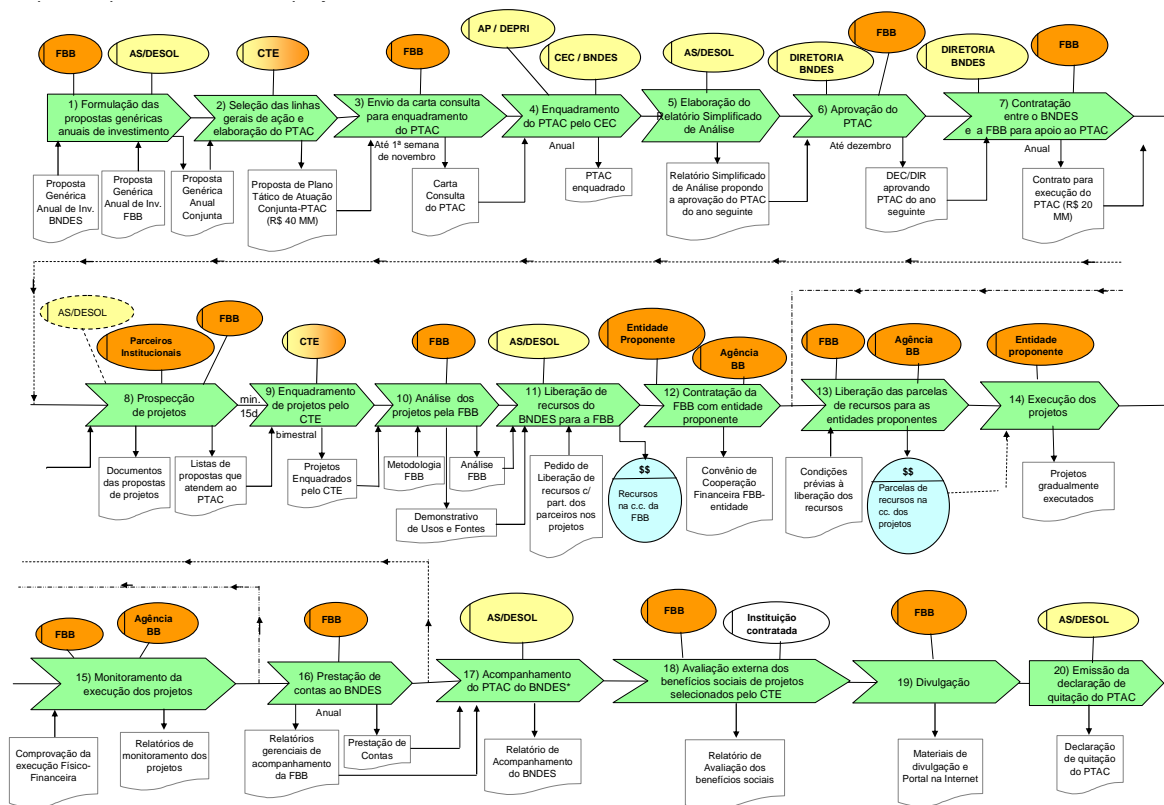 FBB
AS/DESOL
CTE
FBB
AP / DEPRI
CEC / BNDES
AS/DESOL
DIRETORIA
BNDES
FBB
DIRETORIA
BNDES
FBB
1) Formulação das
propostas genéricas
anuais de investimento
2) Seleção das linhas
gerais de ação e
elaboração do PTAC
3) Envio da carta consulta
para enquadramento
do PTAC
4) Enquadramento
do PTAC pelo CEC
5) Elaboração do
Relatório Simplificado
de Análise
6) Aprovação do
PTAC
7) Contratação
entre o BNDES
e a FBB para apoio ao PTAC
Até 1ª semana
de novembro
Anual
Até dezembro
Anual
Proposta
Genérica
Anual de Inv.
BNDES
Proposta
Genérica
Anual de Inv.
FBB
Proposta
Genérica
Anual
Conjunta
Proposta de Plano
Tático de Atuação
Conjunta-PTAC
(R$ 40 MM)
Carta
Consulta
do PTAC
PTAC
enquadrado
Relatório Simplificado
de Análise propondo
a aprovação do PTAC
do ano seguinte
DEC/DIR
aprovando
PTAC do ano
seguinte
Contrato para
execução do
PTAC (R$ 20
MM)
AS/DESOL
Parceiros
Institucionais
FBB
CTE
FBB
AS/DESOL
Entidade
Proponente
Agência
BB
FBB
Agência
BB
Entidade
proponente
8) Prospecção
de projetos
min.
15d
9) Enquadramento
de projetos pelo
CTE
bimestral
10) Análise dos
projetos pela FBB
11) Liberação de
recursos do
BNDES para a FBB
12) Contratação da
FBB com entidade
proponente
13) Liberação das parcelas
de recursos para as
entidades proponentes
14) Execução dos
projetos
Documentos
das propostas
de projetos
Listas de
propostas que
atendem ao
PTAC
Projetos
Enquadrados
pelo CTE
Metodologia
FBB
Análise
FBB
Demonstrativo
de Usos e Fontes
Pedido de
Liberação de
recursos c/
part. dos
parceiros nos
projetos
$$
Recursos
na c.c. da
FBB
Convênio de
Cooperação
Financeira FBB-
entidade
Condições
prévias à
liberação dos
recursos
$$
Parcelas de
recursos na
cc. dos
projetos
Projetos
gradualmente
executados
FBB
Agência
BB
FBB
AS/DESOL
FBB
Instituição
contratada
FBB
AS/DESOL
15) Monitoramento da
execução dos projetos
16) Prestação de
contas ao BNDES
17) Acompanhamento
do PTAC do BNDES*
18) Avaliação externa dos
benefícios sociais de projetos
selecionados pelo CTE
19) Divulgação
20) Emissão da
declaração de
quitação do PTAC
Anual
Comprovação da
execução Físico-
Financeira
Relatórios de
monitoramento dos
projetos
Relatórios
gerenciais de
acompanhamento
da FBB
Prestação de
Contas
Relatório de
Acompanhamento
do BNDES
Relatório de
Avaliação dos
benefícios sociais
Materiais de
divulgação e
Portal na Internet
Declaração
de quitação
do PTAC